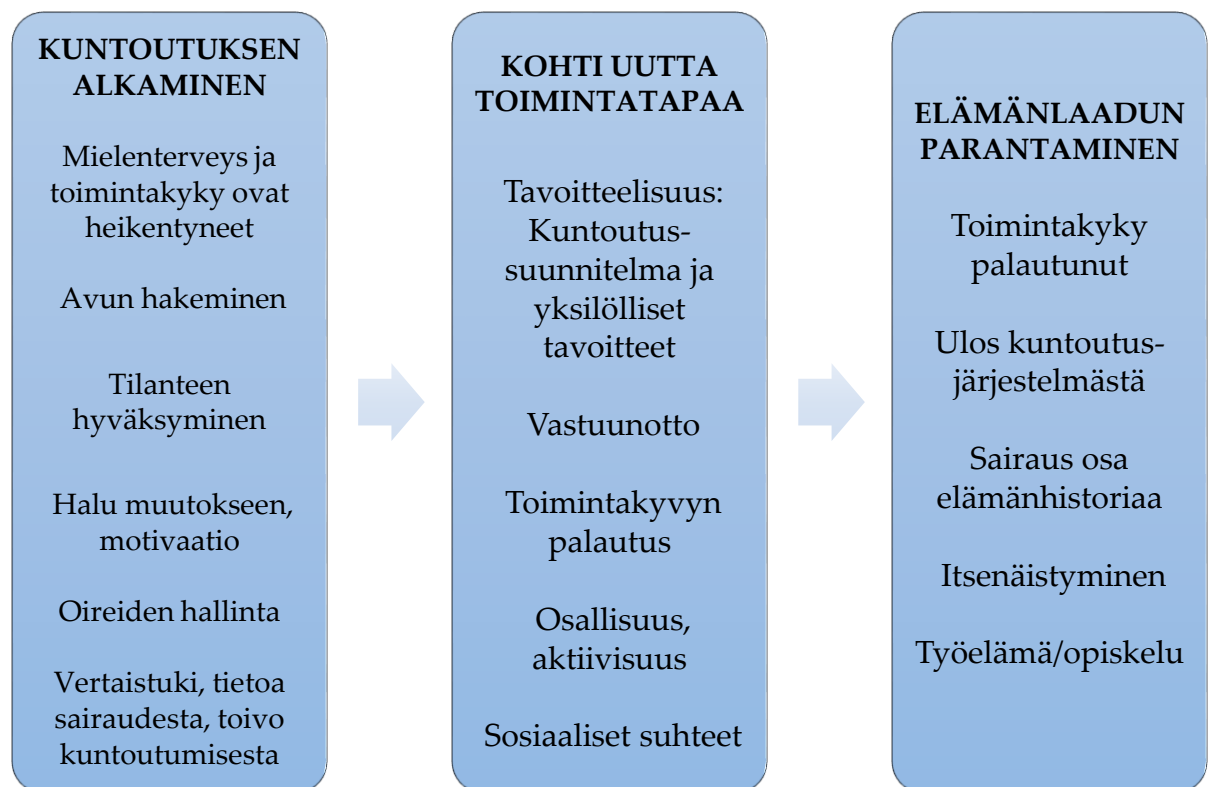 KUNTOUTUKSEN
ALKAMINEN
Mielenterveys ja
toimintakyky ovat
heikentyneet
Avun hakeminen
Tilanteen
hyväksyminen
Halu muutokseen,
motivaatio
Oireiden hallinta
Vertaistuki, tietoa
sairaudesta, toivo
kuntoutumisesta
KOHTI UUTTA
TOIMINTATAPAA
Tavoitteelisuus:
Kuntoutus-
suunnitelma ja
yksilölliset
tavoitteet
Vastuunotto
Toimintakyvyn
palautus
Osallisuus,
aktiivisuus
Sosiaaliset suhteet
ELÄMÄNLAADUN
PARANTAMINEN
Toimintakyky
palautunut
Ulos kuntoutus-
järjestelmästä
Sairaus osa
elämänhistoriaa
Itsenäistyminen
Työelämä/opiskelu